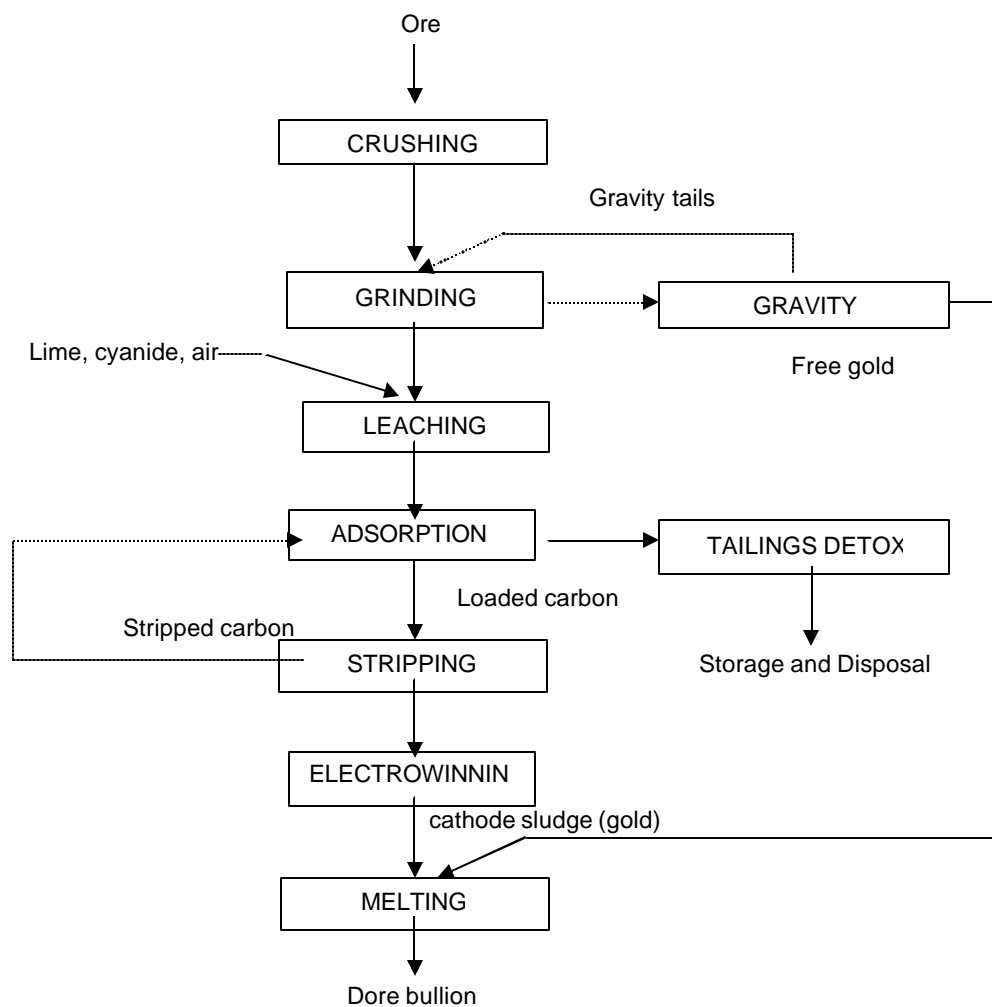 Ore
CRUSHING
Gravity tails
GRINDING
GRAVITY
Lime, cyanide, air
Free gold
LEACHING
ADSORPTION
TAILINGS DETOX
Loaded carbon
Stripped carbon
STRIPPING
Storage and Disposal
ELECTROWINNIN
cathode sludge (gold)
MELTING
Dore bullion